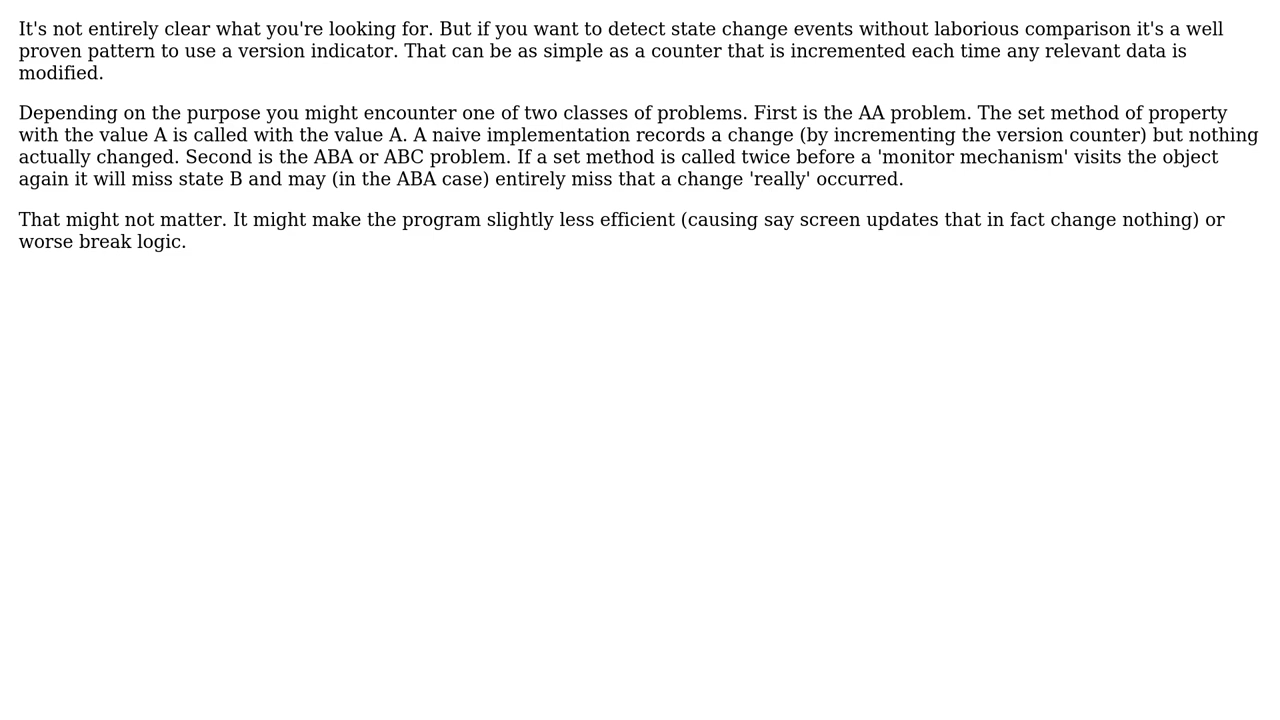 It's not entirely clear what you're looking for. But if you want to detect state change events without laborious comparison it's a well
proven pattern to use a version indicator. That can be as simple as a counter that is incremented each time any relevant data is
modified.
Depending on the purpose you might encounter one of two classes of problems. First is the AA problem. The set method of property
with the value A is called with the value A. A naive implementation records a change (by incrementing the version counter) but nothing
actually changed. Second is the ABA or ABC problem. If a set method is called twice before a 'monitor mechanism' visits the object
again it will miss state B and may (in the ABA case) entirely miss that a change 'really' occurred.
That might not matter. It might make the program slightly less efficient (causing say screen updates that in fact change nothing) or
worse break logic.